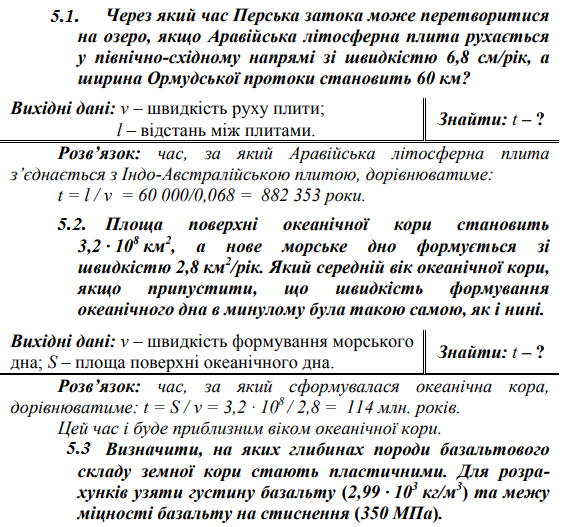 5.1. Через який час Перська затока може перетворитися
на озеро, якщо Аравійська літосферна плита рухається
у північно-східному напрямі зі швидкістю 6,8 см/рік, а
ширина Ормудської протоки становить 60 км?
Вихідні дані: v – швидкість руху плити;
l – відстань між плитами.
Знайти: t – ?
Розв’язок: час, за який Аравійська літосферна плита
з’єднається з Індо-Австралійською плитою, дорівнюватиме:
t = l / v = 60 000/0,068 = 882 353 роки.
5.2. Площа поверхні океанічної кори становить
3,2 · 10⁸ км², а нове морське дно формується зі
швидкістю 2,8 км²/рік. Який середній вік океанічної кори,
якщо припустити, що швидкість формування
океанічного дна в минулому була такою самою, як і нині.
Вихідні дані: v – швидкість формування морського
дна; S – площа поверхні океанічного дна.
Знайти: t – ?
Розв’язок: час, за який сформувалася океанічна кора,
дорівнюватиме: t = S / v = 3,2 · 10⁸ / 2,8 = 114 млн. років.
Цей час і буде приблизним віком океанічної кори.
5.3 Визначити, на яких глибинах породи базальтового
складу земної кори стають пластичними. Для розра-
хунків узяти густину базальту (2,99 · 10³ кг/м³) та межу
міцності базальту на стиснення (350 МПа).